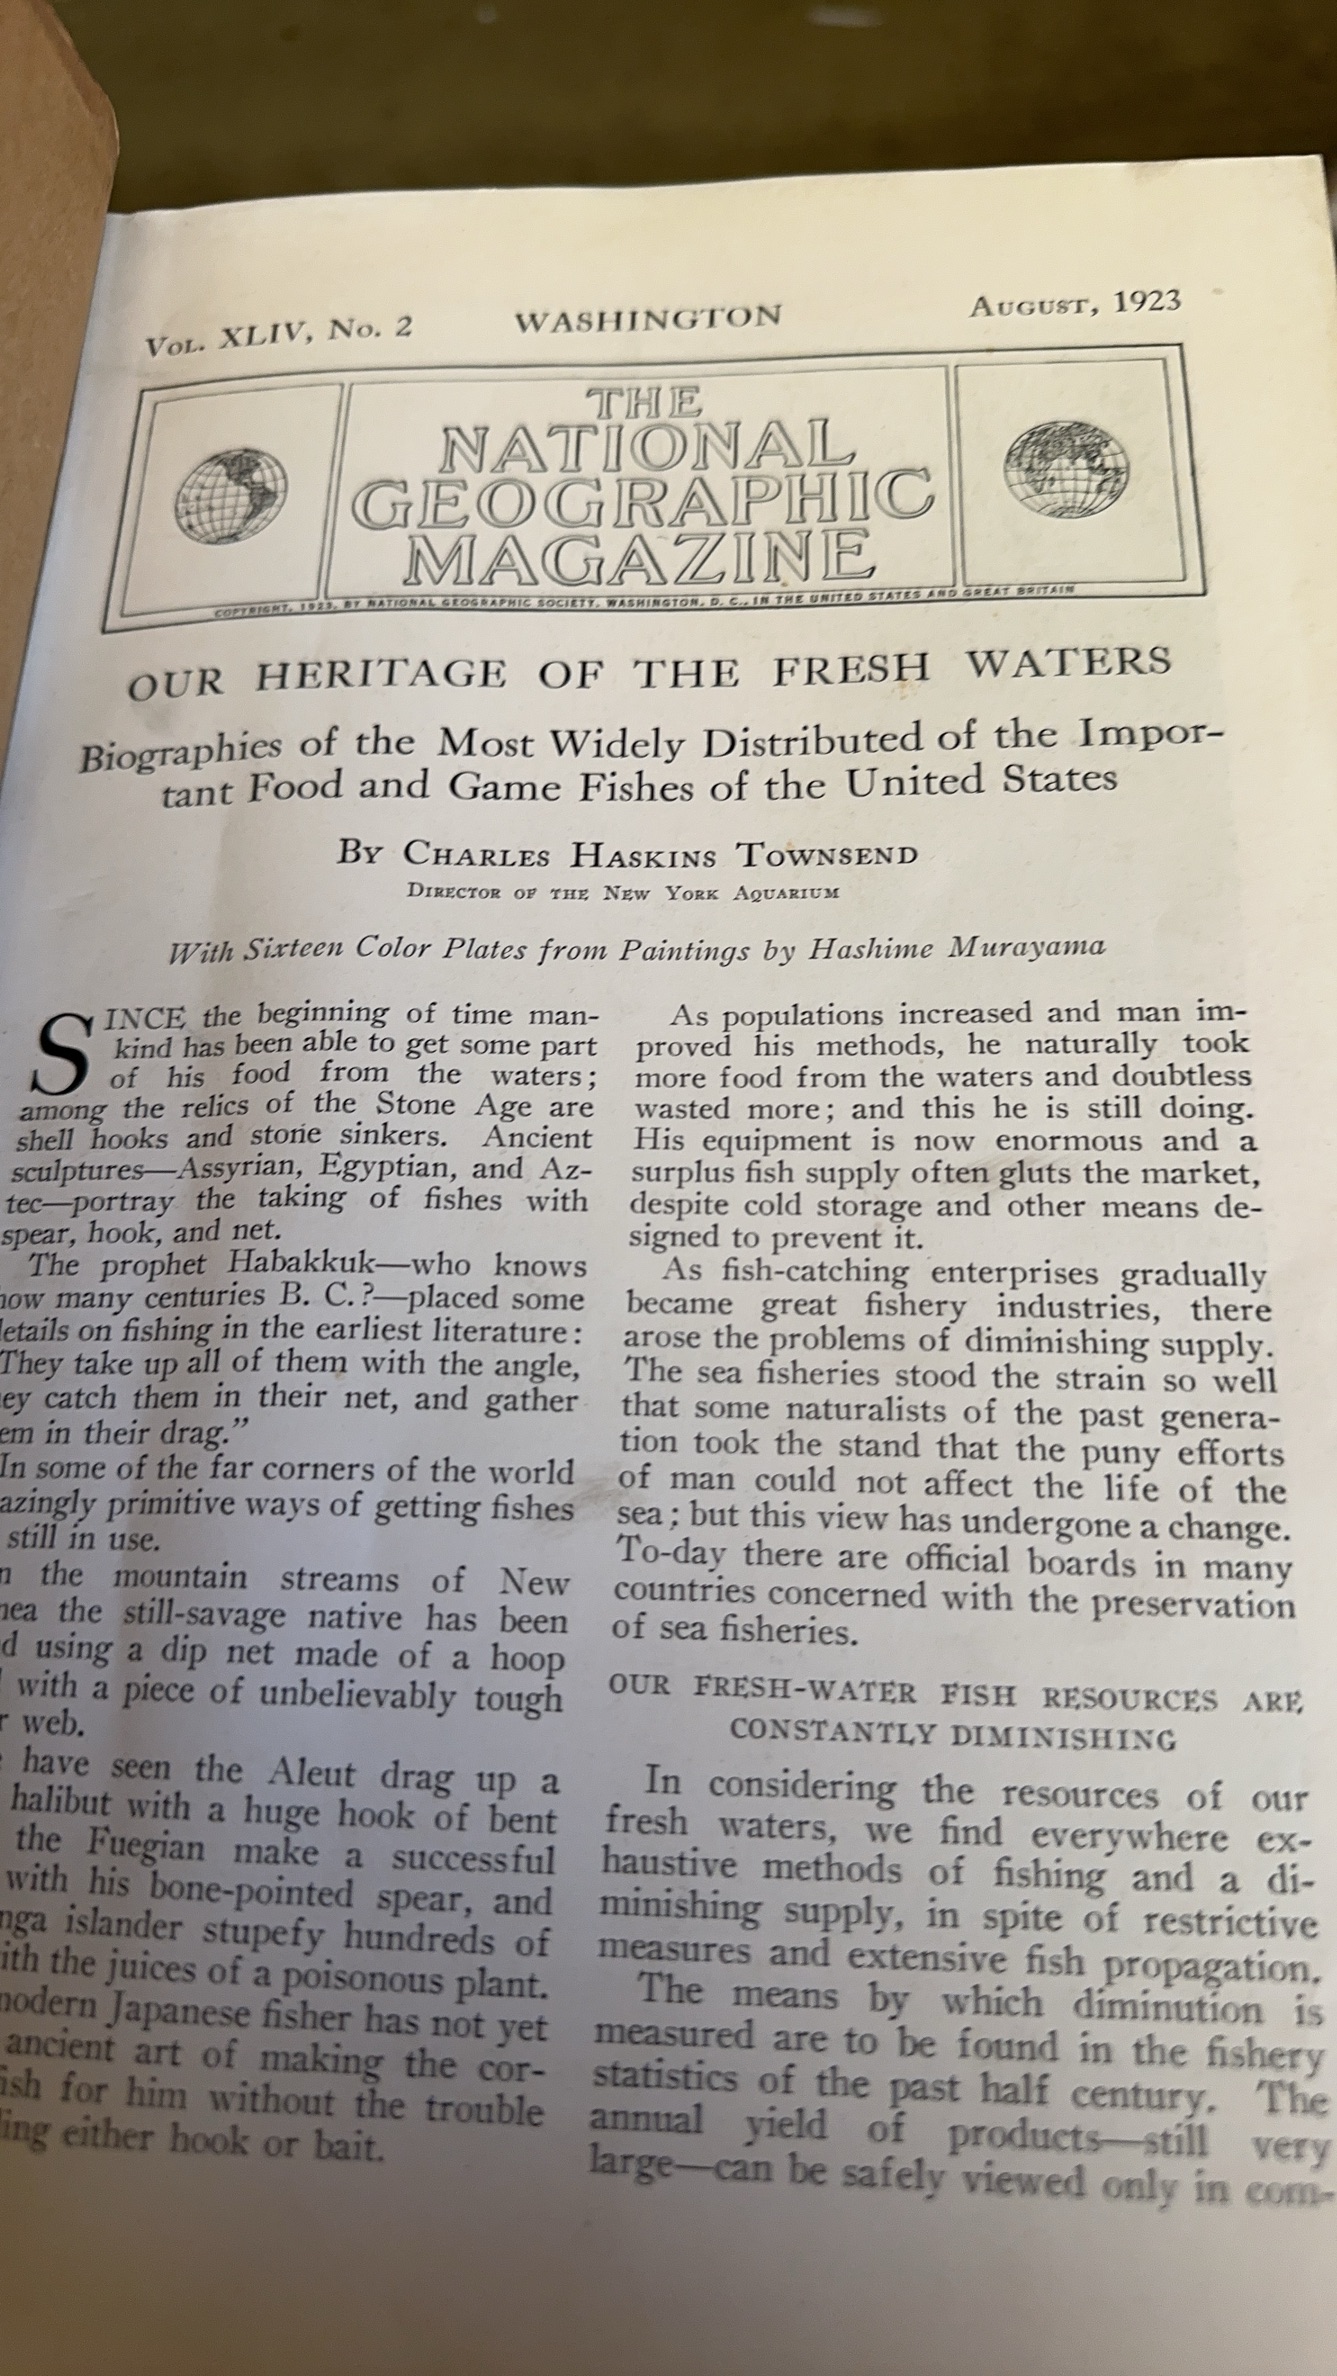 Vol. XLIV, No. 2 WASHINGTON August, 1923
THE
NATIONAL
GEOGRAPHIC
MAGAZINE
COPYRIGHT, 1923, BY NATIONAL GEOGRAPHIC SOCIETY, WASHINGTON, D. C., IN THE UNITED STATES AND GREAT BRITAIN
OUR HERITAGE OF THE FRESH WATERS
Biographies of the Most Widely Distributed of the Impor-
tant Food and Game Fishes of the United States
By Charles Haskins Townsend
Director of the New York Aquarium
With Sixteen Color Plates from Paintings by Hashime Murayama
SINCE the beginning of time man-
kind has been able to get some part
of his food from the waters;
among the relics of the Stone Age are
shell hooks and stone sinkers. Ancient
sculptures—Assyrian, Egyptian, and Az-
tec—portray the taking of fishes with
spear, hook, and net.
The prophet Habakkuk—who knows
many centuries B. C.?—placed some
on fishing in the earliest literature:
They take up all of them with the angle,
catch them in their net, and gather
in their drag.”
In some of the far corners of the world
primitive ways of getting fishes
still in use.
the mountain streams of New
the still-savage native has been
using a dip net made of a hoop
with a piece of unbelievably tough
web.
have seen the Aleut drag up a
halibut with a huge hook of bent
the Fuegian make a successful
with his bone-pointed spear, and
islander stupefy hundreds of
the juices of a poisonous plant.
Japanese fisher has not yet
ancient art of making the cor-
for him without the trouble
either hook or bait.
As populations increased and man im-
proved his methods, he naturally took
more food from the waters and doubtless
wasted more; and this he is still doing.
His equipment is now enormous and a
surplus fish supply often gluts the market,
despite cold storage and other means de-
signed to prevent it.
As fish-catching enterprises gradually
became great fishery industries, there
arose the problems of diminishing supply.
The sea fisheries stood the strain so well
that some naturalists of the past genera-
tion took the stand that the puny efforts
of man could not affect the life of the
sea; but this view has undergone a change.
To-day there are official boards in many
countries concerned with the preservation
of sea fisheries.
OUR FRESH-WATER FISH RESOURCES ARE
CONSTANTLY DIMINISHING
In considering the resources of our
fresh waters, we find everywhere ex-
haustive methods of fishing and a di-
minishing supply, in spite of restrictive
measures and extensive fish propagation.
The means by which diminution is
measured are to be found in the fishery
statistics of the past half century. The
annual yield of products—still very
large—can be safely viewed only in com-